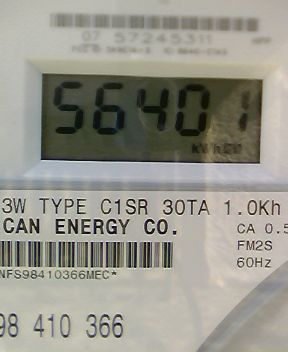 07 57245311
56401
3W TYPE C1SR 30TA 1.0Kh
CAN ENERGY CO.
CA 0.5
FM2S
60Hz
NFS98410366MEC*
98 410 366